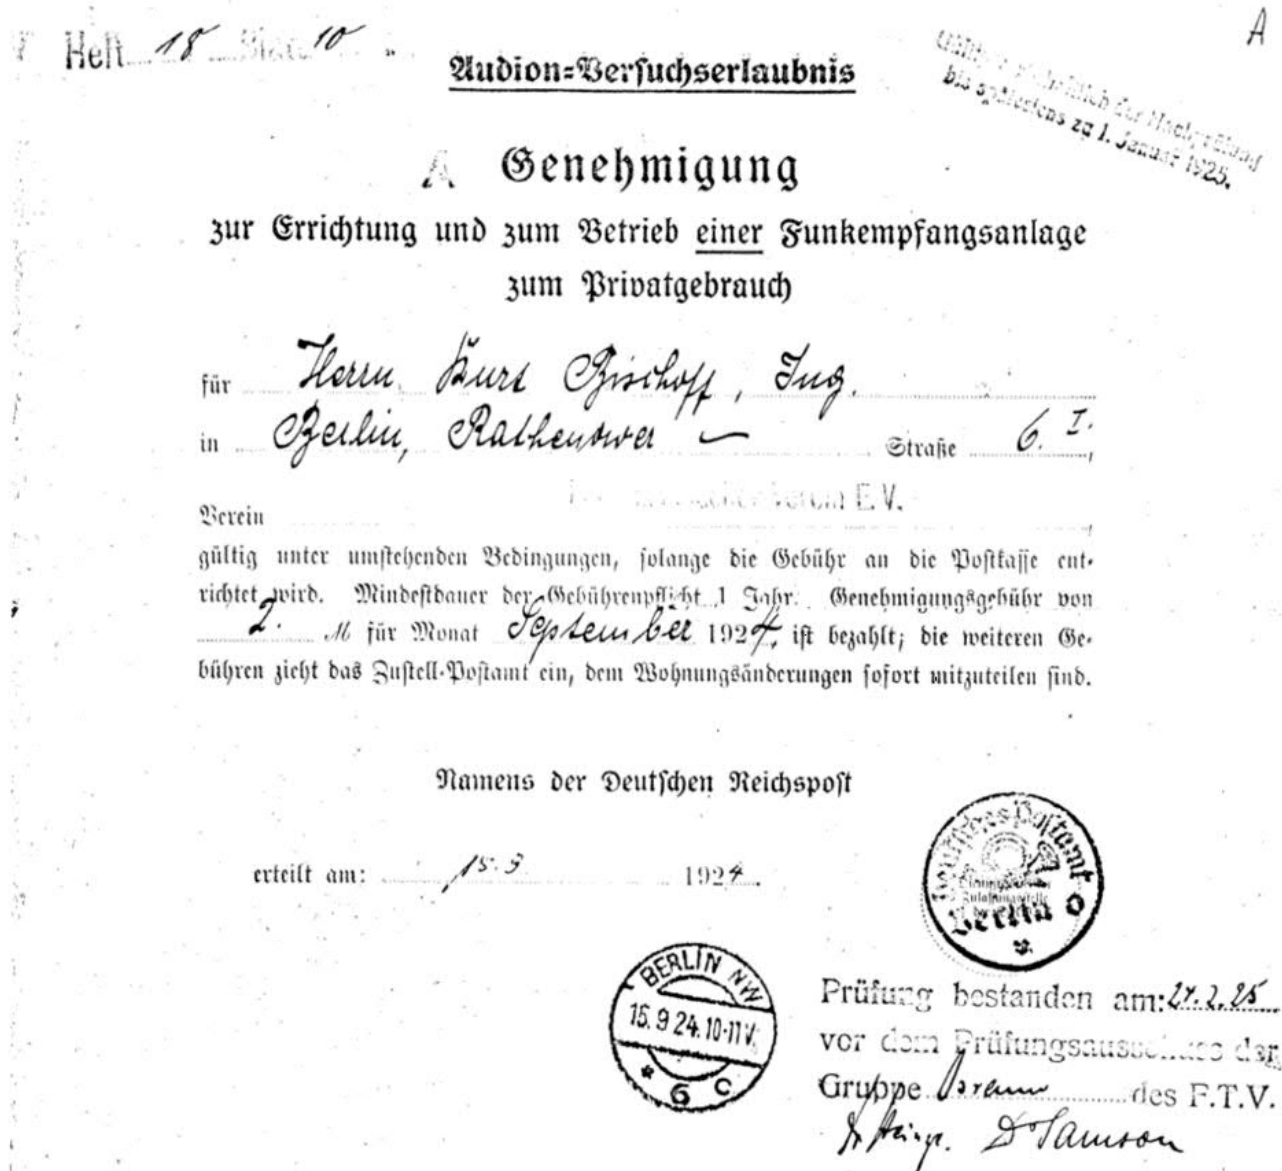 Heft 18 Blatt 10
A
Audion-Versuchserlaubnis
bis spätestens zu 1. Januar 1925.
A Genehmigung
zur Errichtung und zum Betrieb einer Funkempfangsanlage
zum Privatgebrauch
für Herrn Kurt Bischoff, Ing.
in Berlin, Rathenower — Straße 6. I.,
Verein E.V.
gültig unter umstehenden Bedingungen, solange die Gebühr an die Postkasse ent-
richtet wird. Mindestdauer der Gebührenpflicht 1 Jahr. Genehmigungsgebühr von
2. M für Monat September 1924, ist bezahlt; die weiteren Ge-
bühren zieht das Zustell-Postamt ein, dem Wohnungsänderungen sofort mitzuteilen sind.
Namens der Deutschen Reichspost
erteilt am: 15.9 1924.
Postamt
Berlin O
BERLIN NW
15.9 24.10-11V.
* 6 C
Prüfung bestanden am: 24.2.25
vor dem Prüfungsausschuss der
Gruppe des F.T.V.